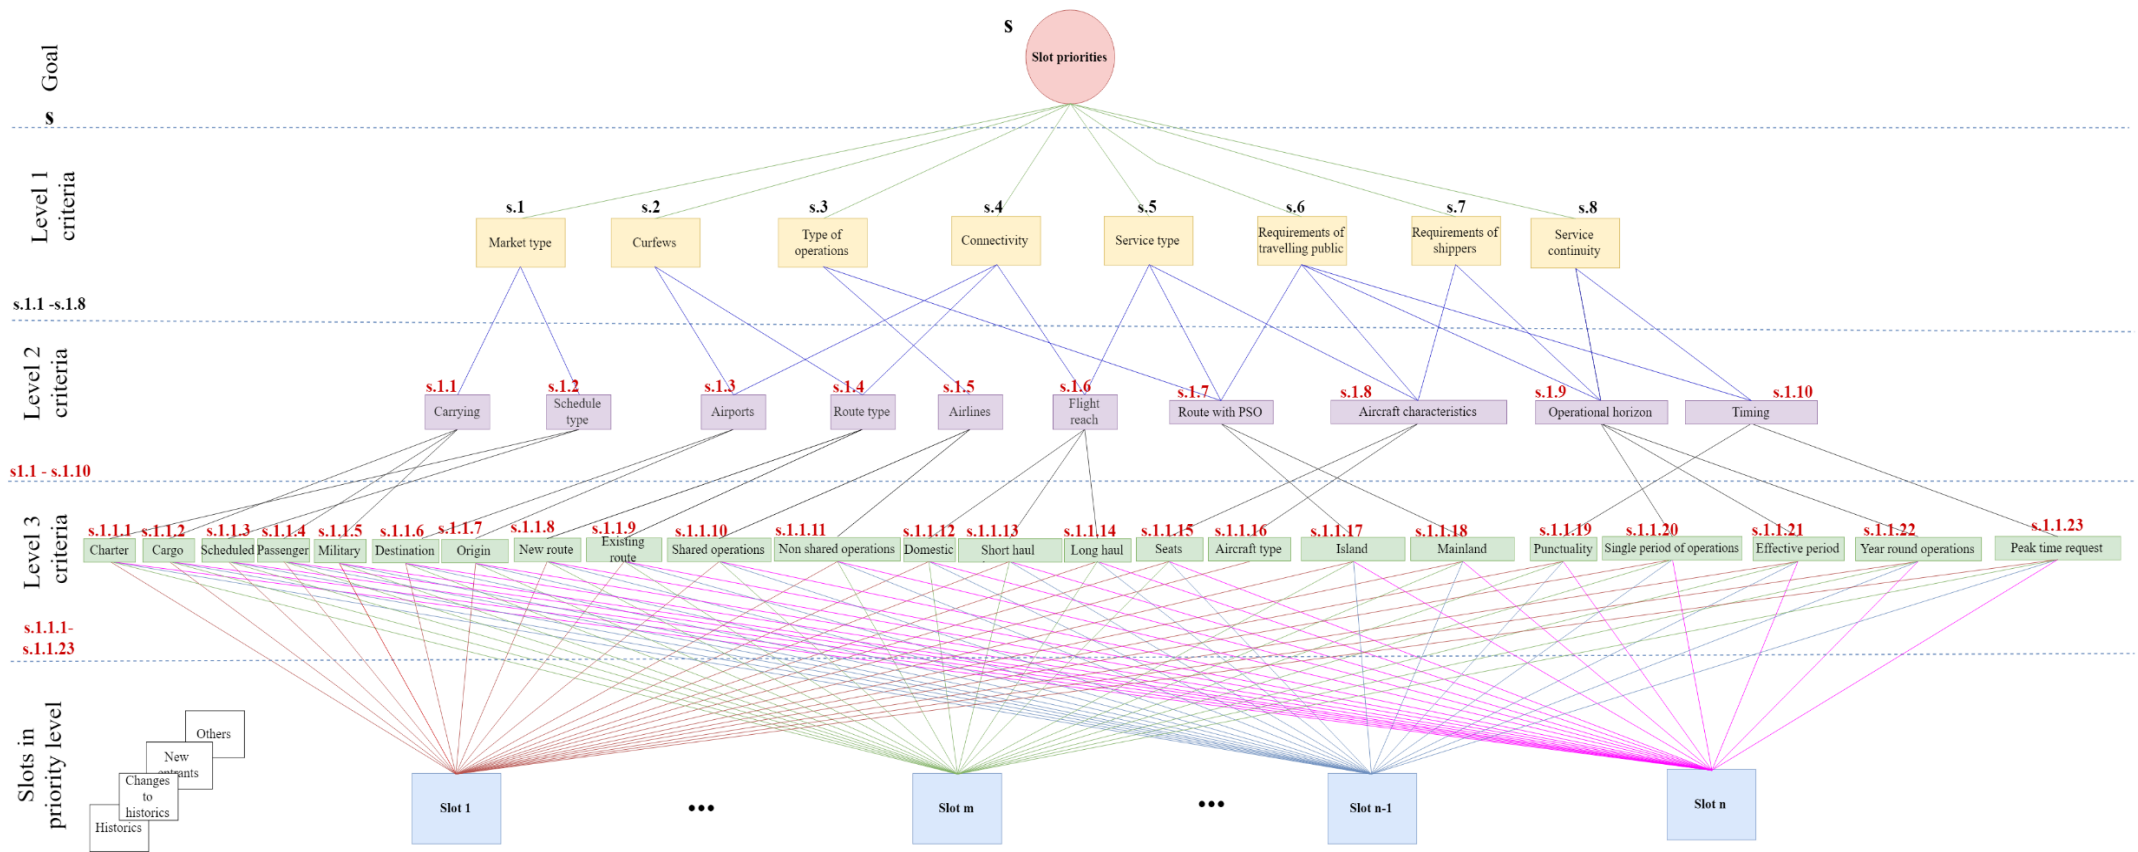 s
Slot priorities
Goal
s
Level 1
criteria
s.1
s.2
s.3
s.4
s.5
s.6
s.7
s.8
Market type
Curfews
Type of
operations
Connectivity
Service type
Requirements of
travelling public
Requirements of
shippers
Service
continuity
s.1.1 -s.1.8
Level 2
criteria
s.1.1
s.1.2
s.1.3
s.1.4
s.1.5
s.1.6
s.1.7
s.1.8
s.1.9
s.1.10
Carrying
Schedule
type
Airports
Route type
Airlines
Flight
reach
Route with PSO
Aircraft characteristics
Operational horizon
Timing
s1.1 - s.1.10
Level 3
criteria
s.1.1.1
s.1.1.2
s.1.1.3
s.1.1.4
s.1.1.5
s.1.1.6
s.1.1.7
s.1.1.8
s.1.1.9
s.1.1.10
s.1.1.11
s.1.1.12
s.1.1.13
s.1.1.14
s.1.1.15
s.1.1.16
s.1.1.17
s.1.1.18
s.1.1.19
s.1.1.20
s.1.1.21
s.1.1.22
s.1.1.23
Charter
Cargo
Scheduled
Passenger
Military
Destination
Origin
New route
Existing
route
Shared operations
Non shared operations
Domestic
Short haul
Long haul
Seats
Aircraft type
Island
Mainland
Punctuality
Single period of operations
Effective period
Year round operations
Peak time request
s.1.1.1-
s.1.1.23
Slots in
priority level
Others
New
entrants
Changes
to
historics
Historics
Slot 1
...
Slot m
...
Slot n-1
Slot n